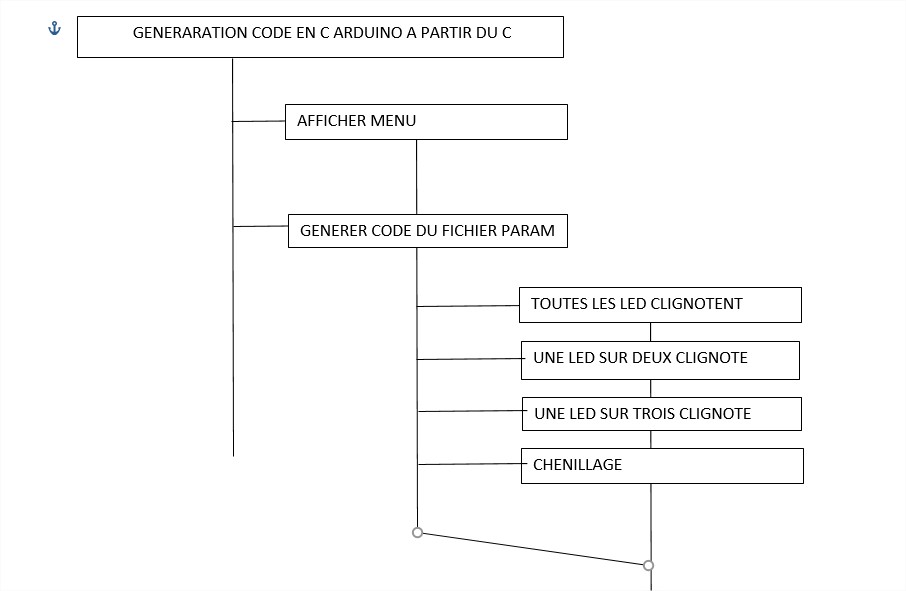 GENERARATION CODE EN C ARDUINO A PARTIR DU C
AFFICHER MENU
GENERER CODE DU FICHIER PARAM
TOUTES LES LED CLIGNOTENT
UNE LED SUR DEUX CLIGNOTE
UNE LED SUR TROIS CLIGNOTE
CHENILLAGE